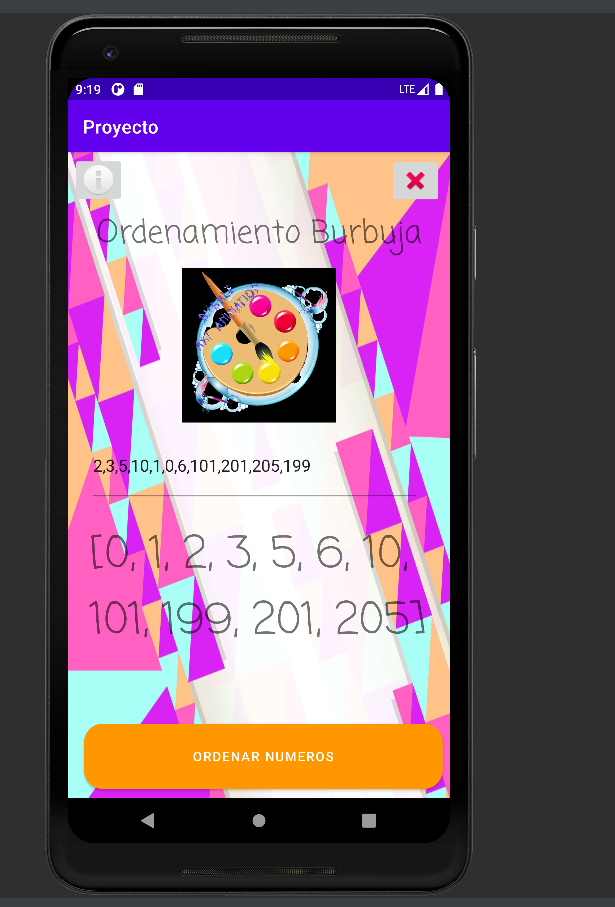 9:19 LTE
Proyecto
Ordenamiento Burbuja
2,3,5,10,1,0,6,101,201,205,199
[0, 1, 2, 3, 5, 6, 10,
101, 199, 201, 205]
ORDENAR NUMEROS